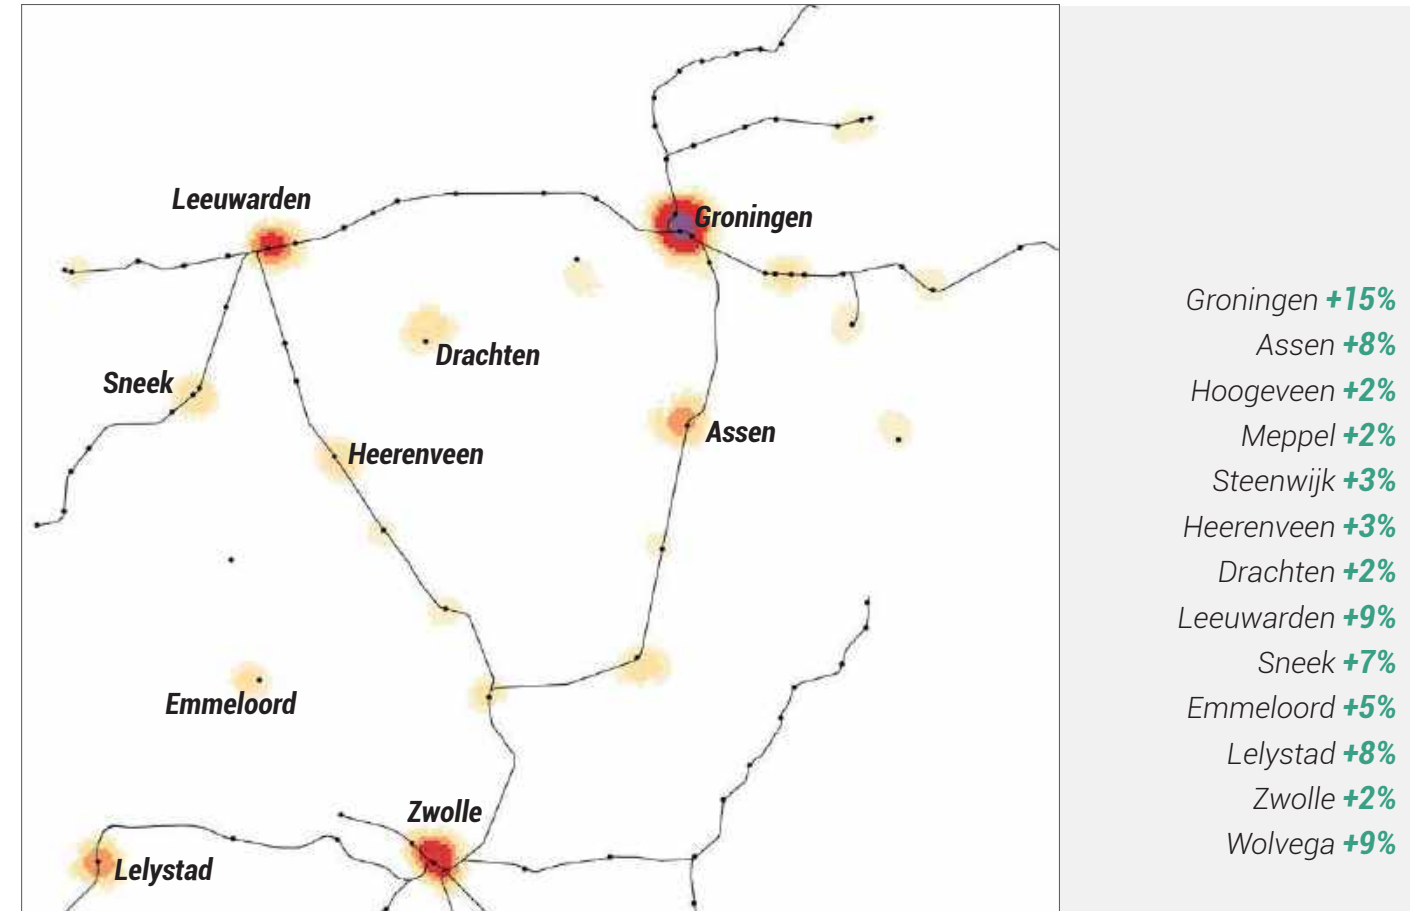 Leeuwarden
Groningen
Drachten
Sneek
Assen
Heerenveen
Emmeloord
Zwolle
Lelystad
Groningen +15%
Assen +8%
Hoogeveen +2%
Meppel +2%
Steenwijk +3%
Heerenveen +3%
Drachten +2%
Leeuwarden +9%
Sneek +7%
Emmeloord +5%
Lelystad +8%
Zwolle +2%
Wolvega +9%